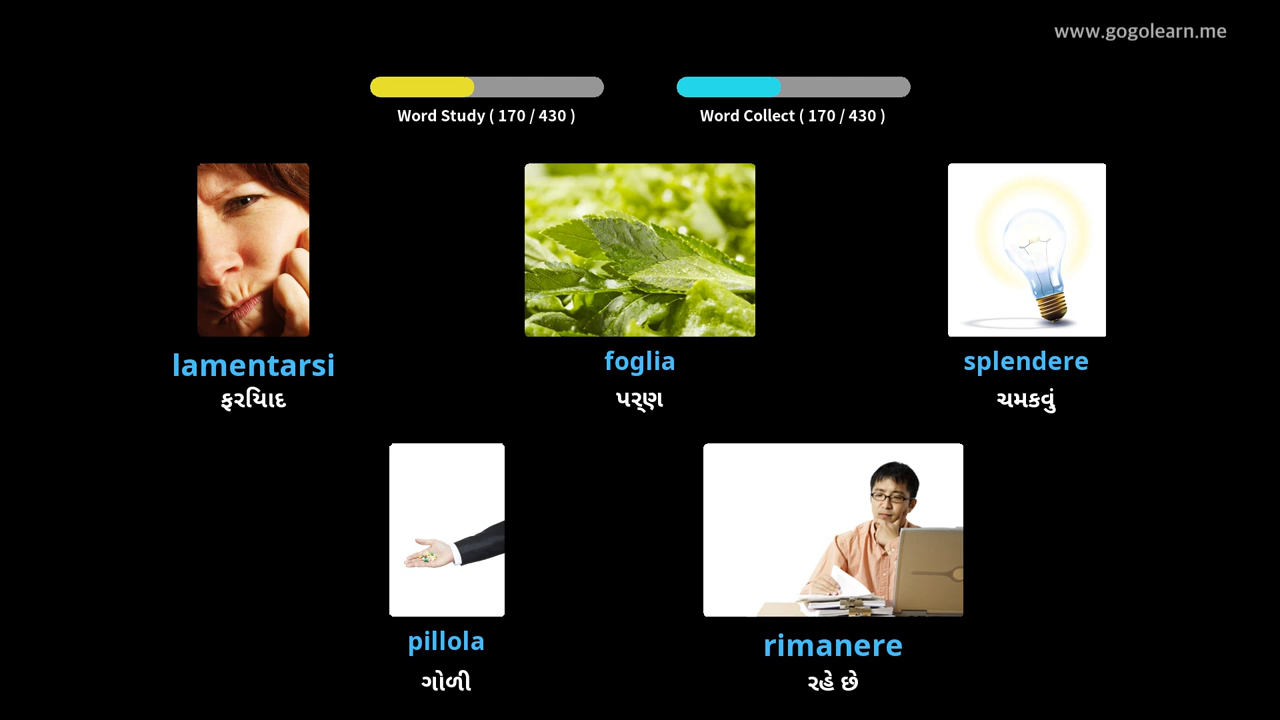 www.gogolearn.me
Word Study ( 170 / 430 )
Word Collect ( 170 / 430 )
lamentarsi
ફરિયાદ
foglia
પર્ણ
splendere
ચમકવું
pillola
ગોળી
rimanere
રહે છે